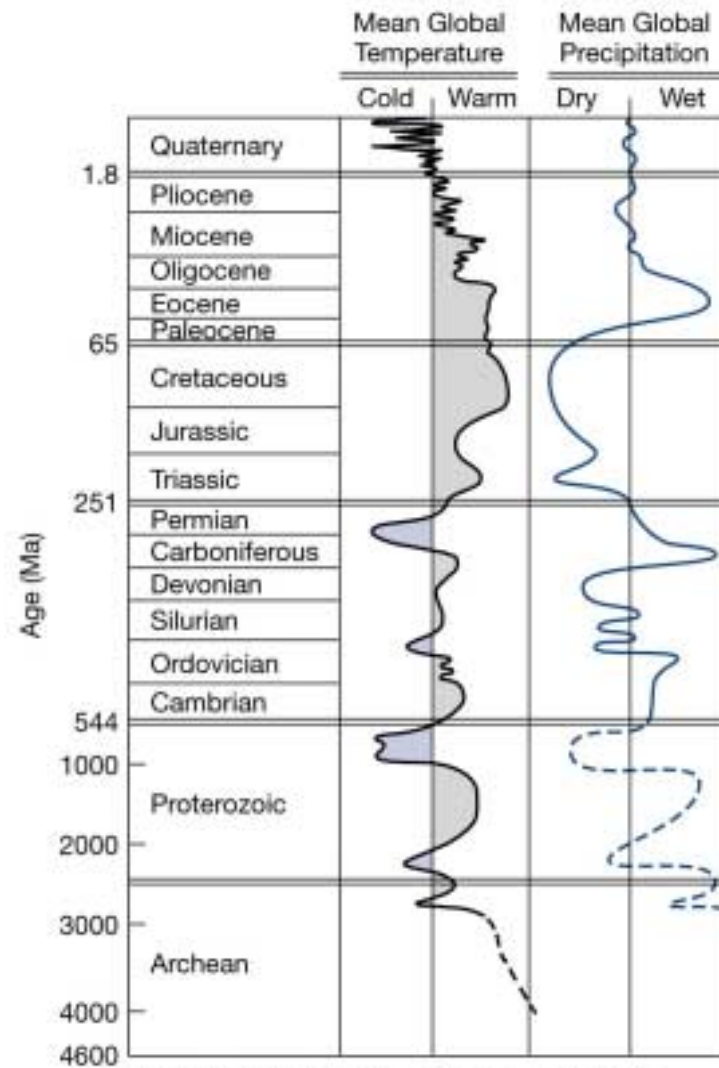 Mean Global Temperature
Mean Global Precipitation
Cold Warm Dry Wet
Quaternary
1.8
Pliocene
Miocene
Oligocene
Eocene
Paleocene
65
Cretaceous
Jurassic
Triassic
251
Permian
Carboniferous
Devonian
Silurian
Ordovician
Cambrian
544
1000
Proterozoic
2000
3000
Archean
4000
4600
Age (Ma)